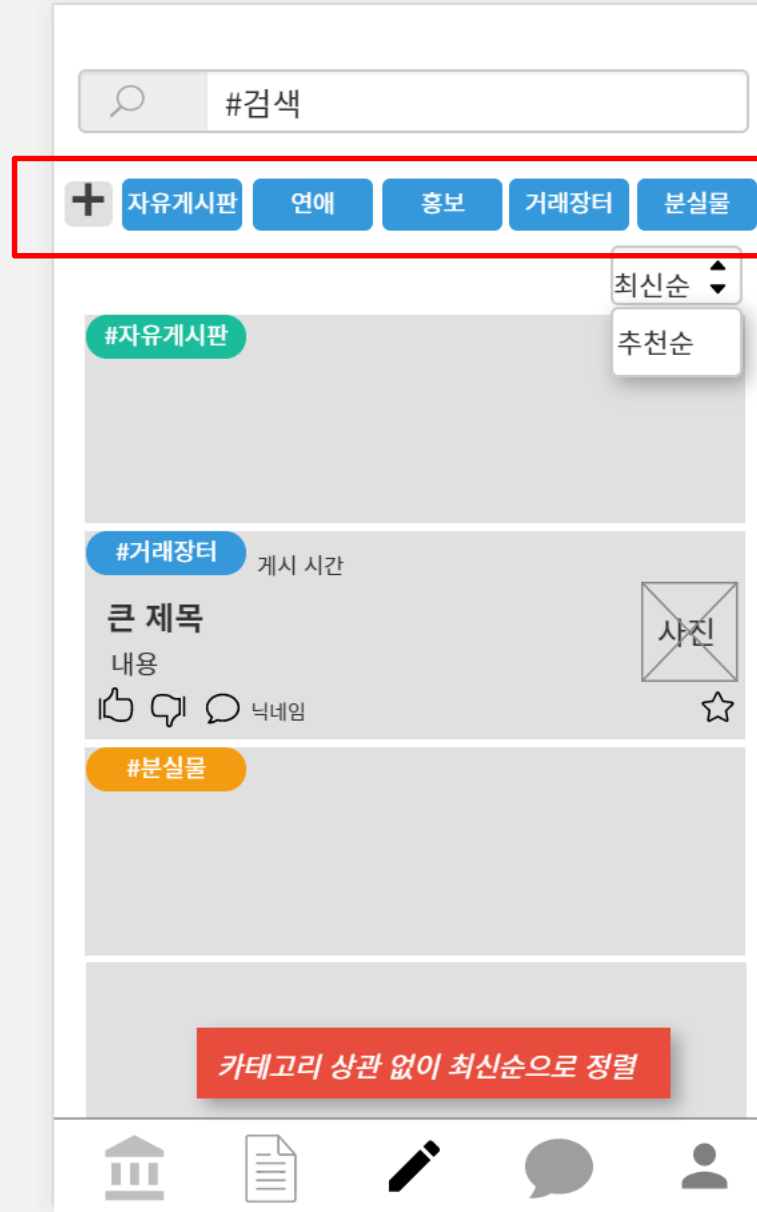 #검색
자유게시판 연애 홍보 거래장터 분실물
최신순
추천순
#자유게시판
#거래장터 게시 시간
큰 제목
사진
내용
닉네임
#분실물
카테고리 상관 없이 최신순으로 정렬